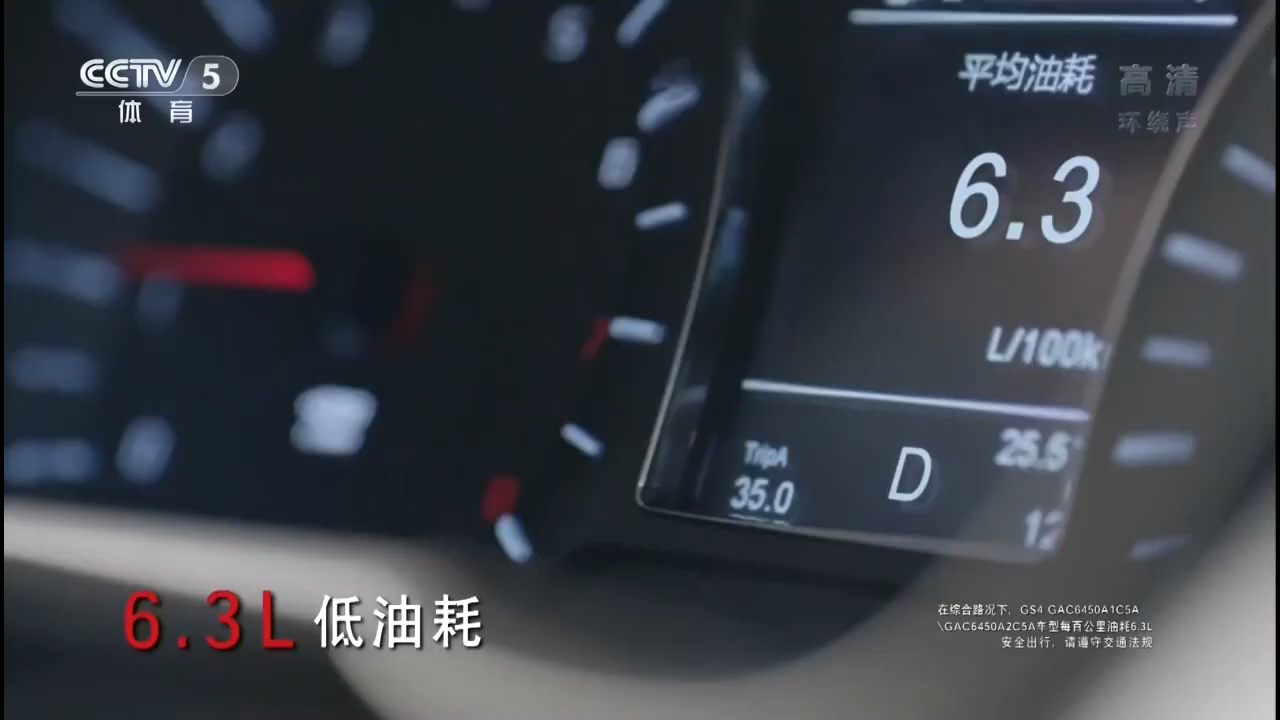 CCTV 5
体育
高清
环绕声
平均油耗
6.3
L/100k
TripA
35.0
D
25.5
12
6.3L 低油耗
在综合路况下，GS4 GAC6450A1C5A
\GAC6450A2C5A车型每百公里油耗6.3L
安全出行，请遵守交通法规